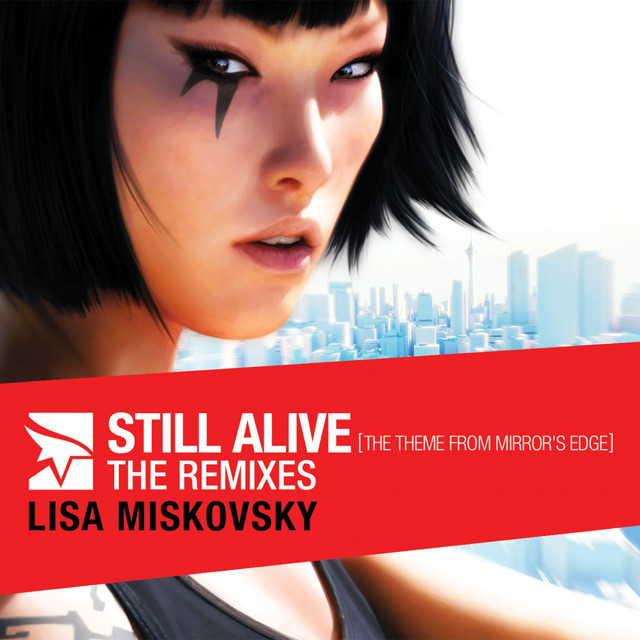 STILL ALIVE [THE THEME FROM MIRROR'S EDGE]
THE REMIXES
LISA MISKOVSKY